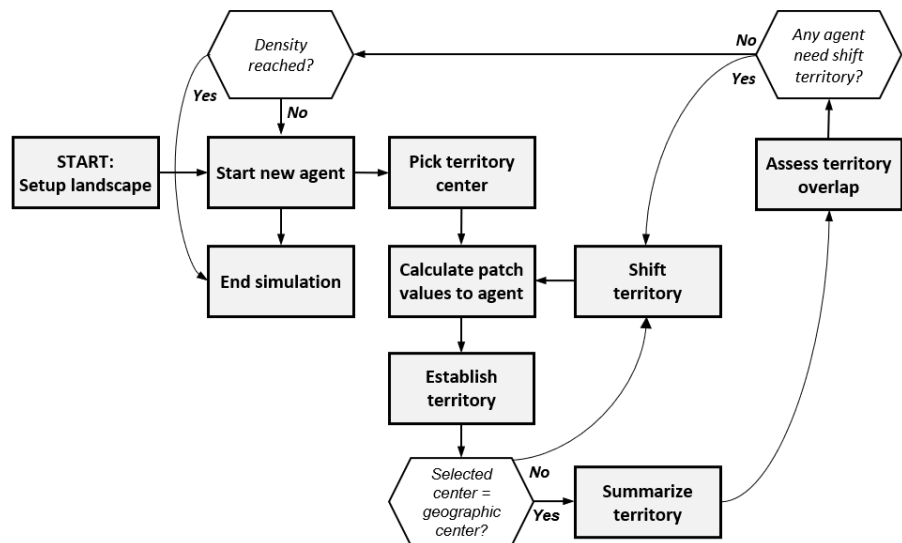 Density
reached?
Any agent
need shift
territory?
No
Yes
Yes
No
START:
Setup landscape
Start new agent
Pick territory
center
Assess territory
overlap
End simulation
Calculate patch
values to agent
Shift
territory
Establish
territory
Selected
center =
geographic
center?
No
Yes
Summarize
territory